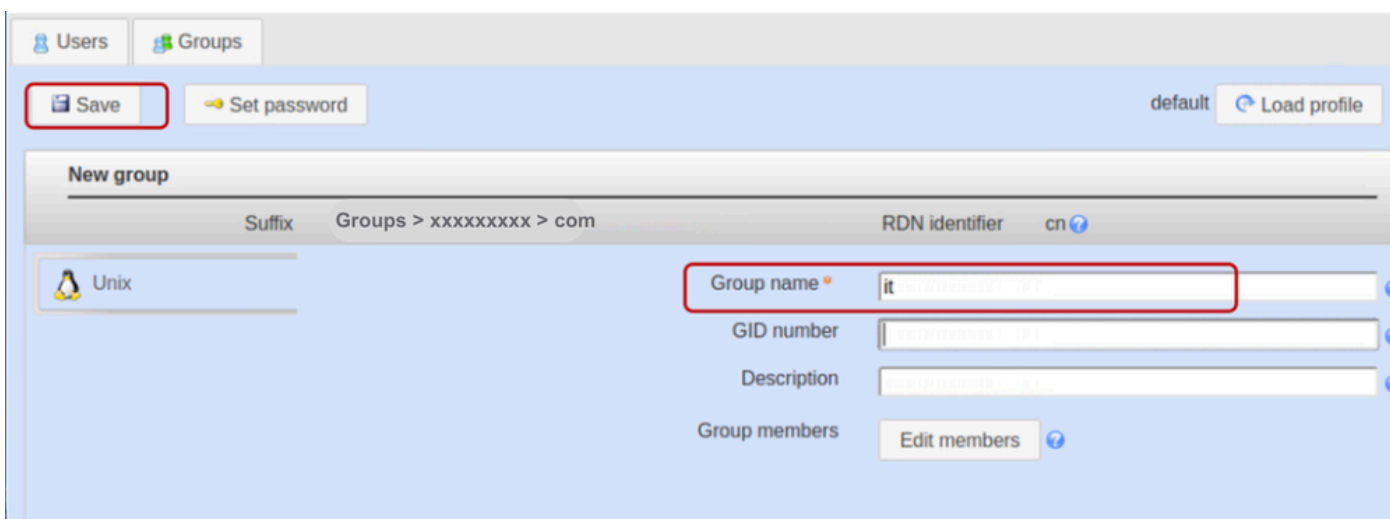 Users Groups
Save Set password default Load profile
New group
Suffix Groups > xxxxxxxxx > com RDN identifier cn
Unix
Group name * it
GID number
Description
Group members Edit members